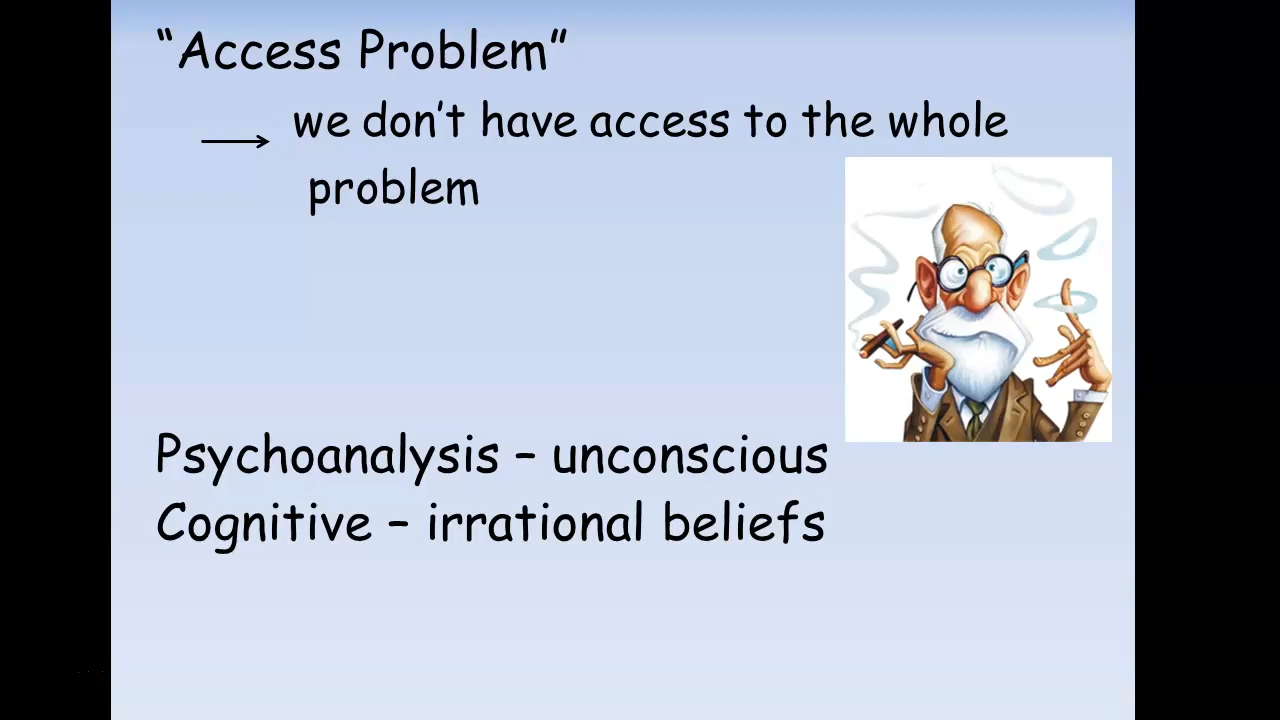 “Access Problem”
we don’t have access to the whole
problem
Psychoanalysis – unconscious
Cognitive – irrational beliefs